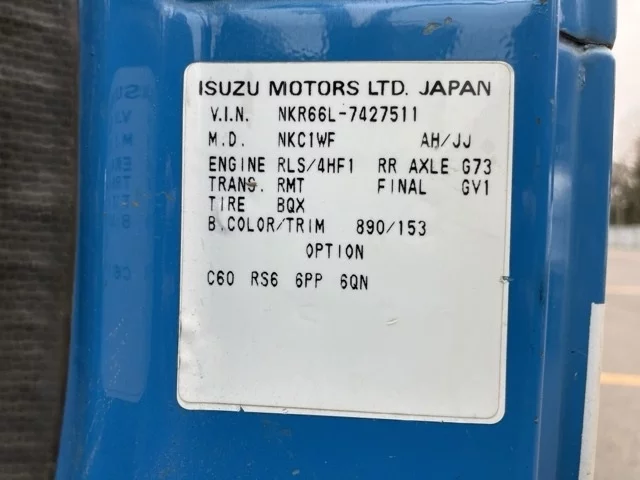 ISUZU MOTORS LTD. JAPAN
V.I.N. NKR66L-7427511
M.D. NKC1WF AH/JJ
ENGINE RLS/4HF1 RR AXLE G73
TRANS. RMT FINAL GV1
TIRE BQX
B.COLOR/TRIM 890/153
OPTION
C60 RS6 6PP 6QN